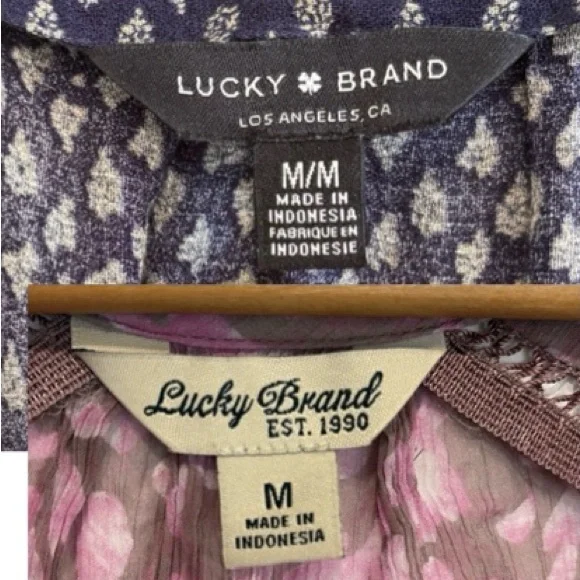 LUCKY BRAND
LOS ANGELES, CA
M/M
MADE IN
INDONESIA
FABRIQUE EN
INDONESIE
Lucky Brand
EST. 1990
M
MADE IN
INDONESIA